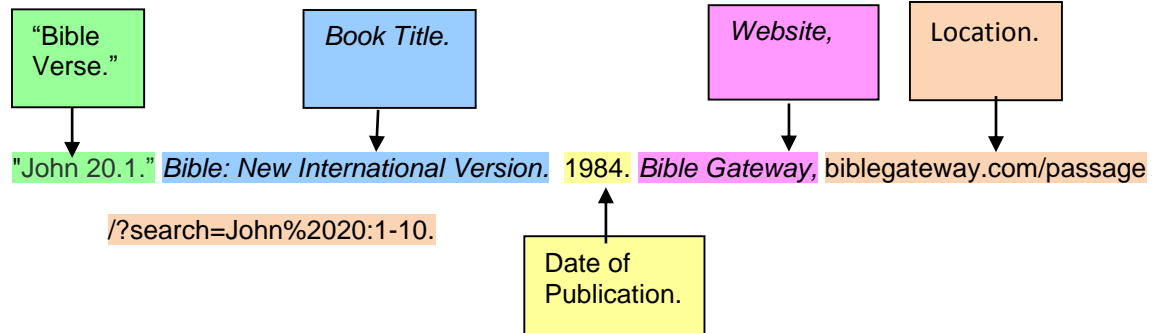 “Bible
Verse.”
Book Title.
Website,
Location.
"John 20.1.” Bible: New International Version. 1984. Bible Gateway, biblegateway.com/passage
/?search=John%2020:1-10.
Date of
Publication.